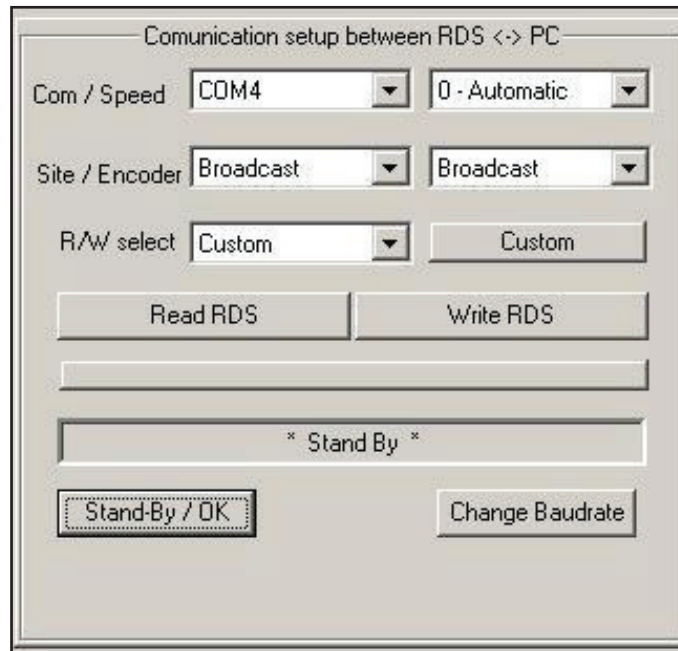 Comunication setup between RDS <-> PC
Com / Speed COM4 0 - Automatic
Site / Encoder Broadcast Broadcast
R/W select Custom Custom
Read RDS Write RDS
* Stand By *
Stand-By / OK Change Baudrate